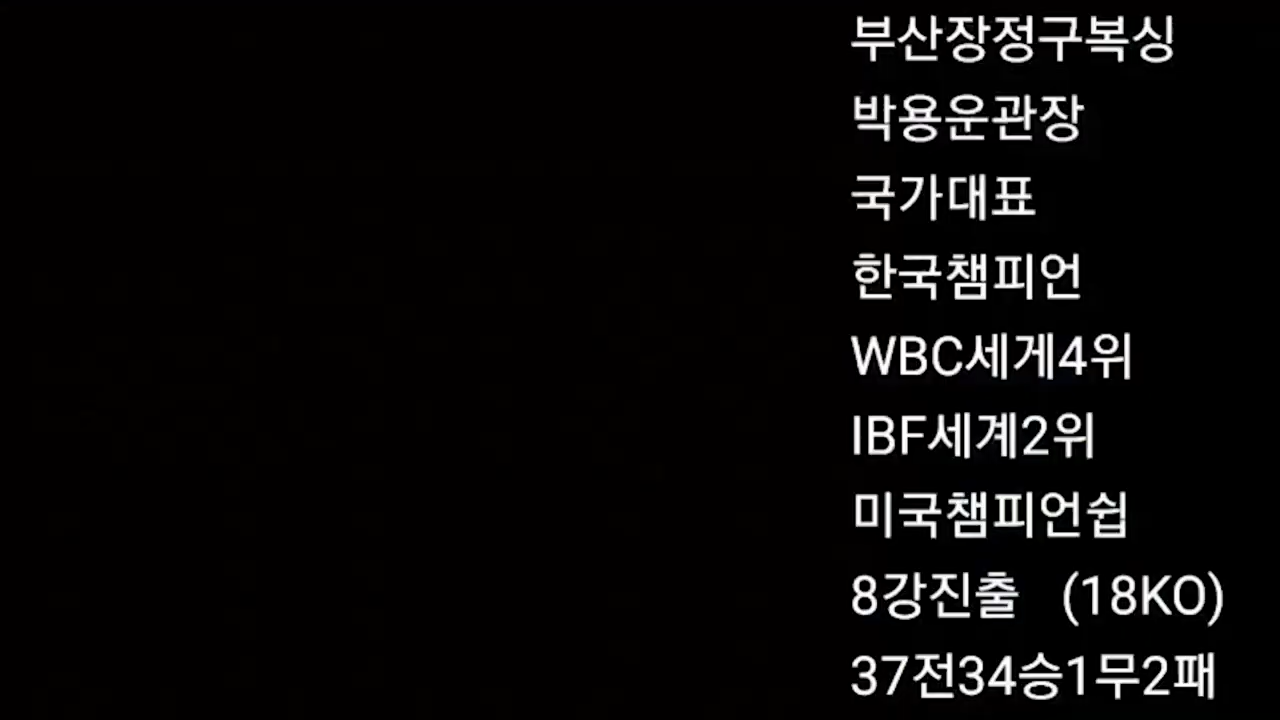 부산장정구복싱
박용운관장
국가대표
한국챔피언
WBC세게4위
IBF세계2위
미국챔피언쉽
8강진출 (18KO)
37전34승1무2패